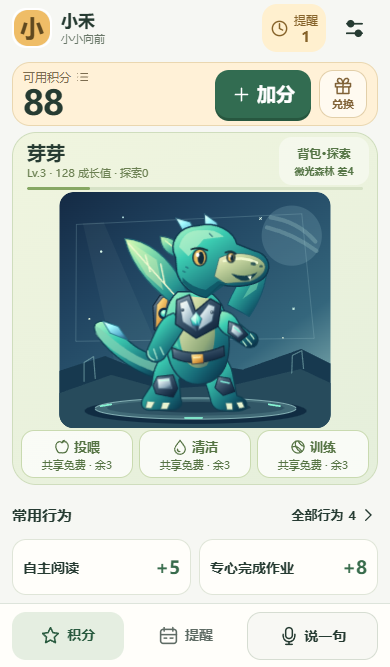 小
小禾
小小向前
提醒
1
可用积分
88
加分
兑换
芽芽
Lv.3 · 128 成长值 · 探索0
背包·探索
微光森林 差4
投喂
共享免费 · 余3
清洁
共享免费 · 余3
训练
共享免费 · 余3
常用行为
全部行为 4
自主阅读
+5
专心完成作业
+8
积分
提醒
说一句